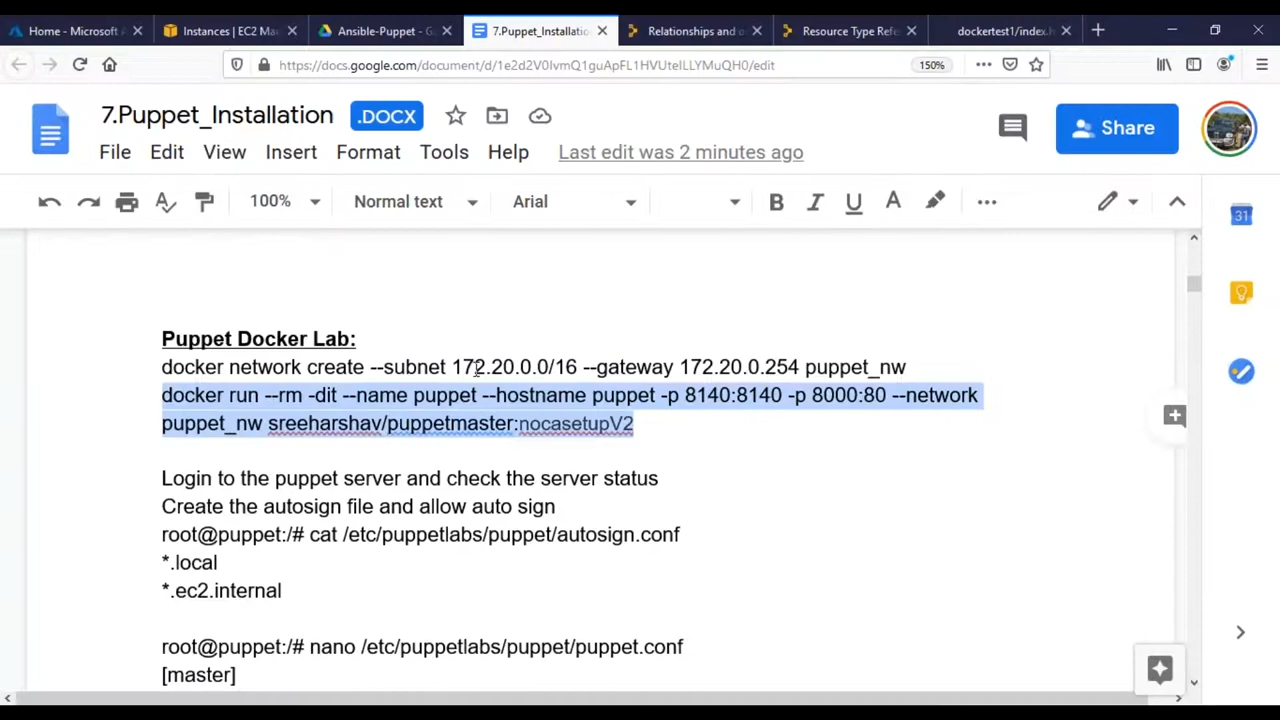 Home - Microsoft A
Instances | EC2 Ma
Ansible-Puppet - G
7.Puppet_Installatio
Relationships and o
Resource Type Refe
dockertest1/index.h
https://docs.google.com/document/d/1e2d2V0IvmQ1guApFL1HVUteILLYMuQH0/edit
150%
7.Puppet_Installation
.DOCX
Share
File Edit View Insert Format Tools Help Last edit was 2 minutes ago
100% Normal text Arial B I U A
31
Puppet Docker Lab:
docker network create --subnet 172.20.0.0/16 --gateway 172.20.0.254 puppet_nw
docker run --rm -dit --name puppet --hostname puppet -p 8140:8140 -p 8000:80 --network
puppet_nw sreeharshav/puppetmaster:nocasetupV2
Login to the puppet server and check the server status
Create the autosign file and allow auto sign
root@puppet:/# cat /etc/puppetlabs/puppet/autosign.conf
*.local
*.ec2.internal
root@puppet:/# nano /etc/puppetlabs/puppet/puppet.conf
[master]